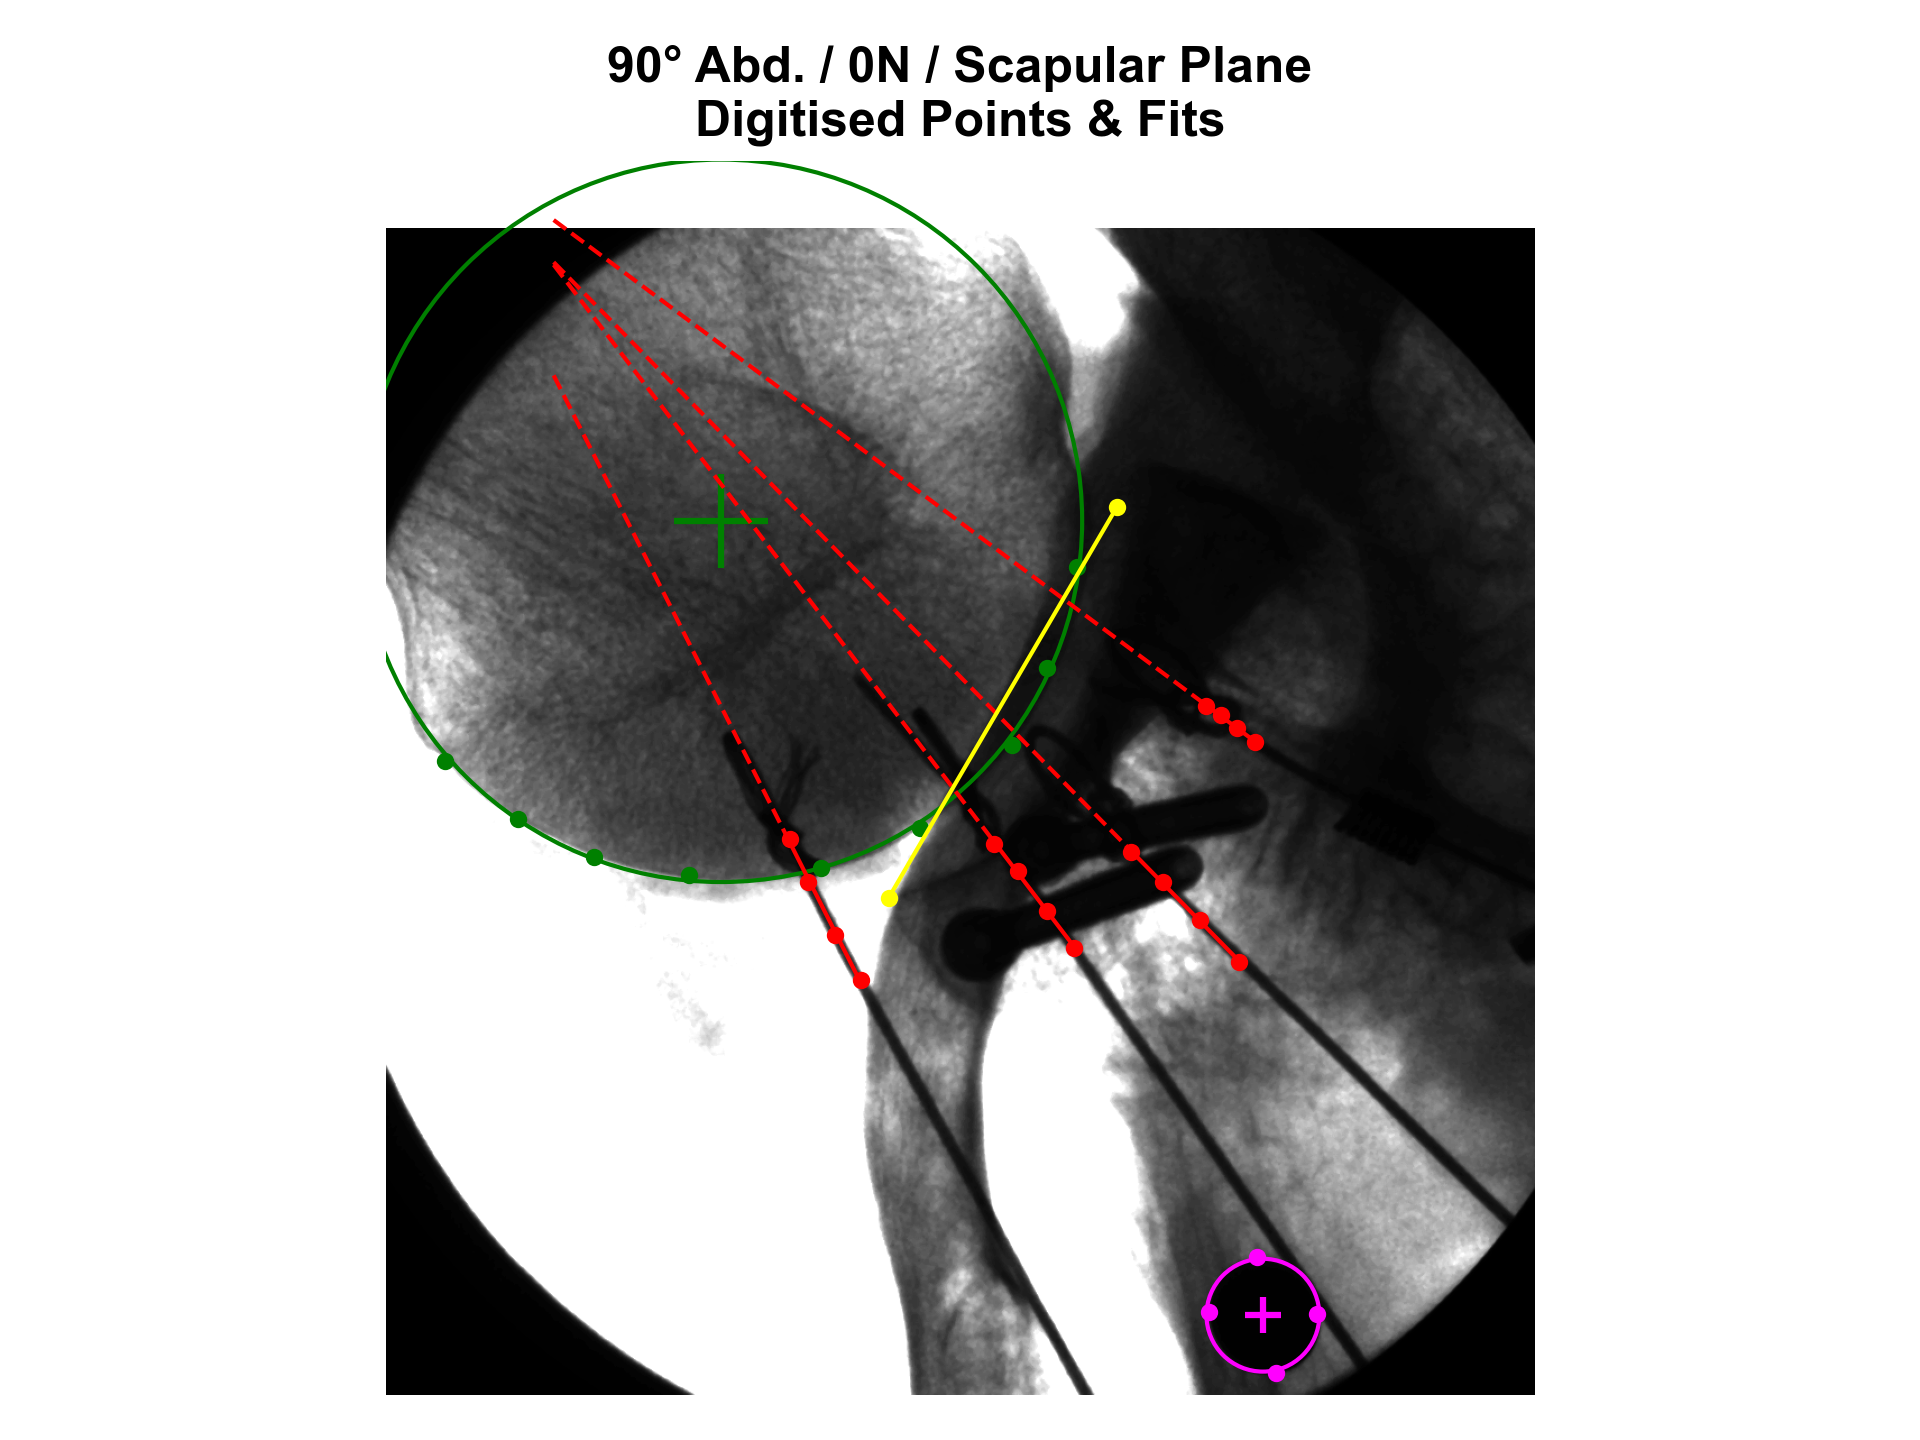 90° Abd. / 0N / Scapular Plane
Digitised Points & Fits